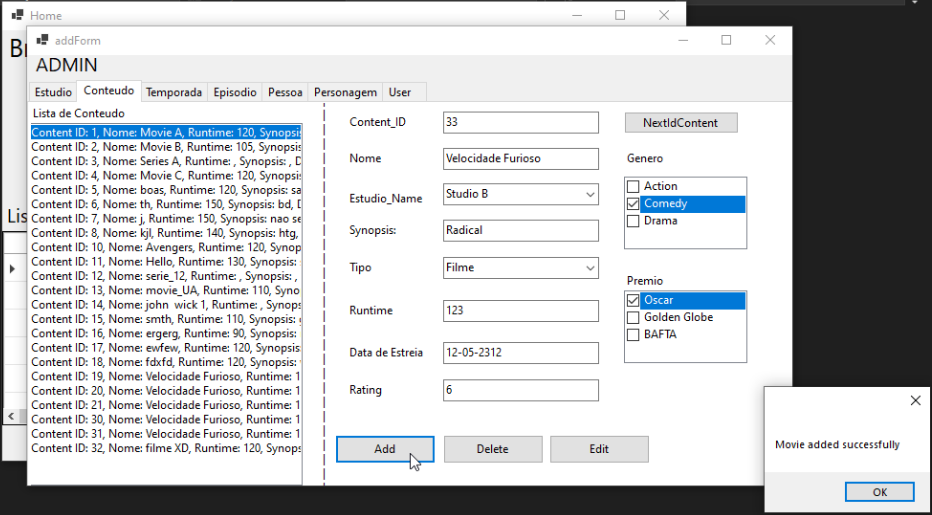 Home
addForm
ADMIN
Estudio Conteudo Temporada Episodio Pessoa Personagem User
Lista de Conteudo
Content ID: 1, Nome: Movie A, Runtime: 120, Synopsis
Content ID: 2, Nome: Movie B, Runtime: 105, Synopsis
Content ID: 3, Nome: Series A, Runtime: , Synopsis: , D
Content ID: 4, Nome: Movie C, Runtime: 120, Synopsis
Content ID: 5, Nome: boas, Runtime: 120, Synopsis: sa
Content ID: 6, Nome: th, Runtime: 150, Synopsis: bd, D
Content ID: 7, Nome: j, Runtime: 150, Synopsis: nao se
Content ID: 8, Nome: kjl, Runtime: 140, Synopsis: htg,
Content ID: 10, Nome: Avengers, Runtime: 120, Synop
Content ID: 11, Nome: Hello, Runtime: 130, Synopsis:
Content ID: 12, Nome: serie_12, Runtime: , Synopsis: ,
Content ID: 13, Nome: movie_UA, Runtime: 110, Syno
Content ID: 14, Nome: john wick 1, Runtime: , Synops
Content ID: 15, Nome: smth, Runtime: 110, Synopsis:
Content ID: 16, Nome: ergerg, Runtime: 90, Synopsis:
Content ID: 17, Nome: ewfew, Runtime: 120, Synopsi
Content ID: 18, Nome: fdxfd, Runtime: 120, Synopsis:
Content ID: 19, Nome: Velocidade Furioso, Runtime: 1
Content ID: 20, Nome: Velocidade Furioso, Runtime: 1
Content ID: 21, Nome: Velocidade Furioso, Runtime: 1
Content ID: 30, Nome: Velocidade Furioso, Runtime: 1
Content ID: 31, Nome: Velocidade Furioso, Runtime: 1
Content ID: 32, Nome: filme XD, Runtime: 120, Synops
Content_ID 33
Nome Velocidade Furioso
Estudio_Name Studio B
Synopsis: Radical
Tipo Filme
Runtime 123
Data de Estreia 12-05-2312
Rating 6
Add Delete Edit
NextIdContent
Genero
Action
Comedy
Drama
Premio
Oscar
Golden Globe
BAFTA
Movie added successfully
OK